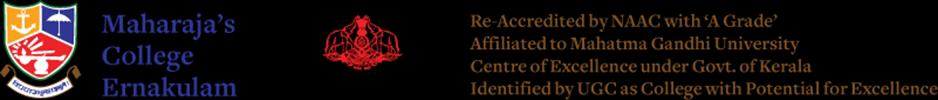 Maharaja's
College
Ernakulam
Re-Accredited by NAAC with ‘A Grade’
Affiliated to Mahatma Gandhi University
Centre of Excellence under Govt. of Kerala
Identified by UGC as College with Potential for Excellence